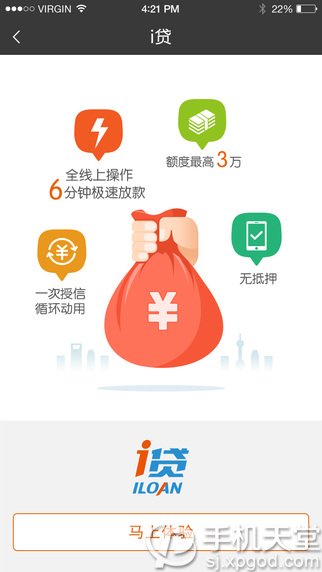 VIRGIN
4:21 PM
22%
i贷
全线上操作
6分钟极速放款
额度最高3万
一次授信
循环动用
无抵押
¥
¥
i贷
ILOAN
马上体验
手机天堂
sj.xpgod.com